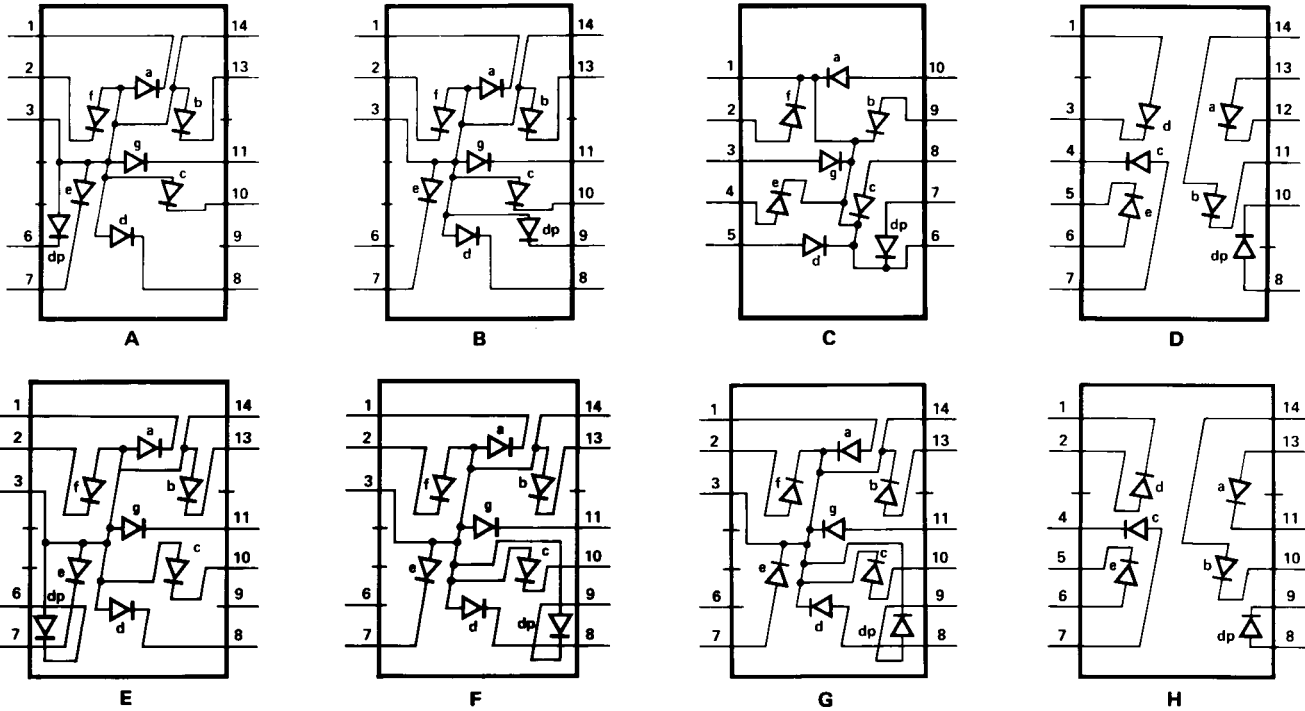 1 14 1 14 1 14
a a a
2 13 2 13 1 10 13
f b f b f b a
3 3 2 9 3 12
d
g g 3 8 4 11
11 11 g c
e c e c e c e b
10 10 4 7 5 10
d dp dp
6 9 6 d 9 5 6 6 dp
dp d
7 8 7 8 7 8
A B C D
1 14 1 14 1 14 1 14
a a a
2 13 2 13 2 13 2 13
f b f b f b d a
3 3 3
g g g
11 11 11 4 c 11
e c e c e c e b
10 10 10 5 10
dp
6 9 6 9 6 9 6 9
d d dp d dp dp
7 8 7 8 7 8 7 8
E F G H